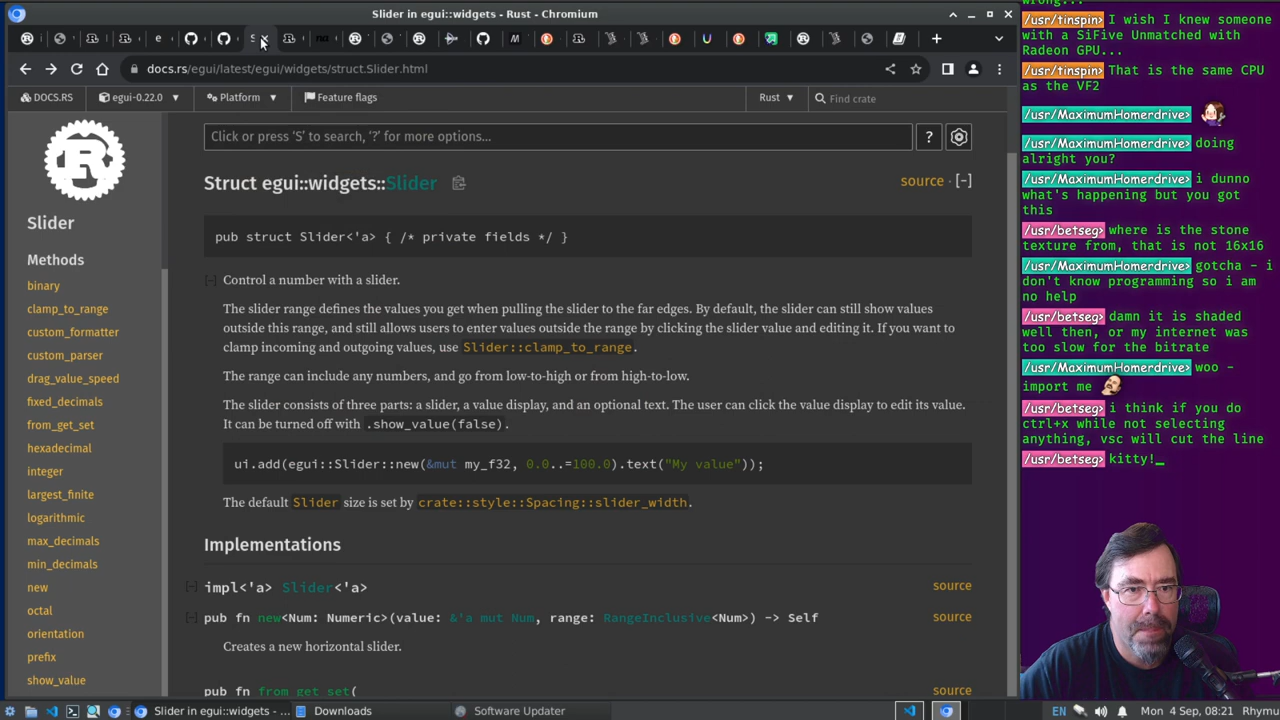 Slider in egui::widgets - Rust - Chromium
docs.rs/egui/latest/egui/widgets/
ml
DOCS.RS
egui-0.22.0
Platform
Feature flags
Rust
Find crate
Click or press 'S' to search, '?' for more options…
?
Struct egui::widgets::Slider
source · [-]
pub struct Slider
private fields */ }
[-] Control a number with a slider.
The slider range defines the values you get when pulling the slider to the far edges. By default, the slider can still show values
outside this range, and still allows users to enter values outside the range by clicking the slider value and editing it. If you want to
clamp incoming and outgoing values, use Slider::clamp_to_range.
The range can include any numbers, and go from low-to-high or from high-to-low.
The slider consists of three parts: a slider, a value display, and an optional text. The user can click the value display to edit its value.
It can be turned off with .show_value(false).
ui.add(egui::Slider::new(&mut my_f32, 0.0..=100.0).text("My value"));
The default Slider size is set by crate::style::Spacing::slider_width.
Implementations
[-] impl<'a> Slider<'a>
source
[-] pub fn new<Num: Numeric>(value: &'a mut Num, range: RangeInclusive<Num>) -> Self
source
Creates a new horizontal slider.
pub fn from_get_set(
source
Slider
Methods
binary
clamp_to_range
custom_formatter
custom_parser
drag_value_speed
fixed_decimals
from_get_set
hexadecimal
integer
largest_finite
logarithmic
max_decimals
min_decimals
new
octal
orientation
prefix
show_value
wrong...
/usr/tinspin> I wish I knew someone
with a SiFive Unmatched with
Radeon GPU...
/usr/tinspin> That is the same CPU
as the VF2
/usr/MaximumHomerdrive>
/usr/MaximumHomerdrive> doing
alright you?
/usr/MaximumHomerdrive> i dunno
what's happening but you got
this
/usr/betseg> where is the stone
texture from, that is not 16x16
/usr/MaximumHomerdrive> gotcha - i
don't know programming so i am
no help
/usr/betseg> damn it is shaded
well then, or my internet was
too slow for the bitrate
/usr/MaximumHomerdrive> woo -
import me
/usr/betseg> i think if you do
ctrl+x while not selecting
anything, vsc will cut the line
/usr/betseg> kitty!_
Slider in egui::widgets - ...
Downloads
Software Updater
EN
Mon 4 Sep, 08:21
Rhymu